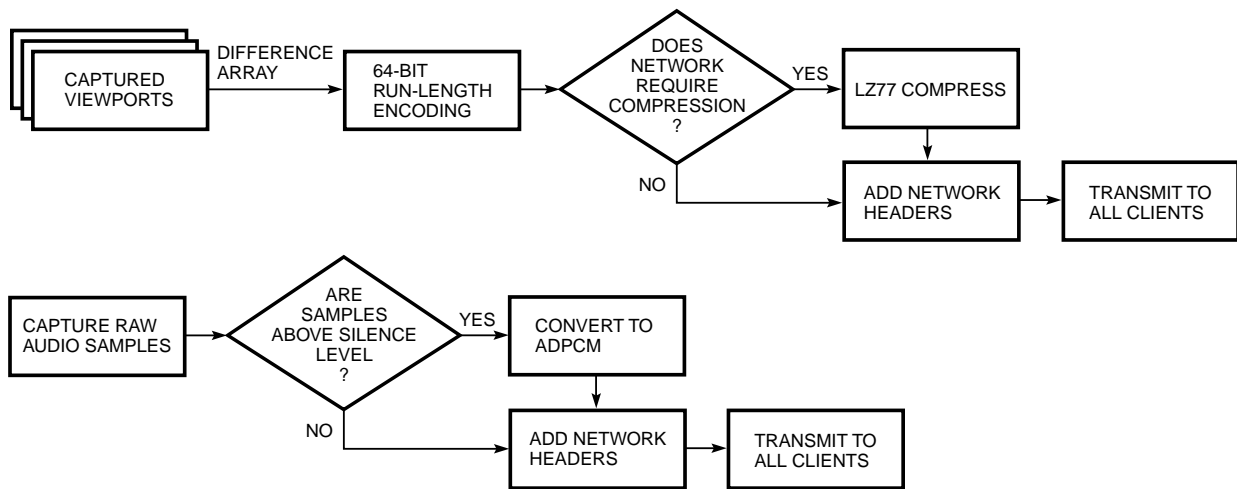 CAPTURED
VIEWPORTS
DIFFERENCE
ARRAY
64-BIT
RUN-LENGTH
ENCODING
DOES
NETWORK
REQUIRE
COMPRESSION
?
YES
LZ77 COMPRESS
NO
ADD NETWORK
HEADERS
TRANSMIT TO
ALL CLIENTS
CAPTURE RAW
AUDIO SAMPLES
ARE
SAMPLES
ABOVE SILENCE
LEVEL
?
YES
CONVERT TO
ADPCM
NO
ADD NETWORK
HEADERS
TRANSMIT TO
ALL CLIENTS